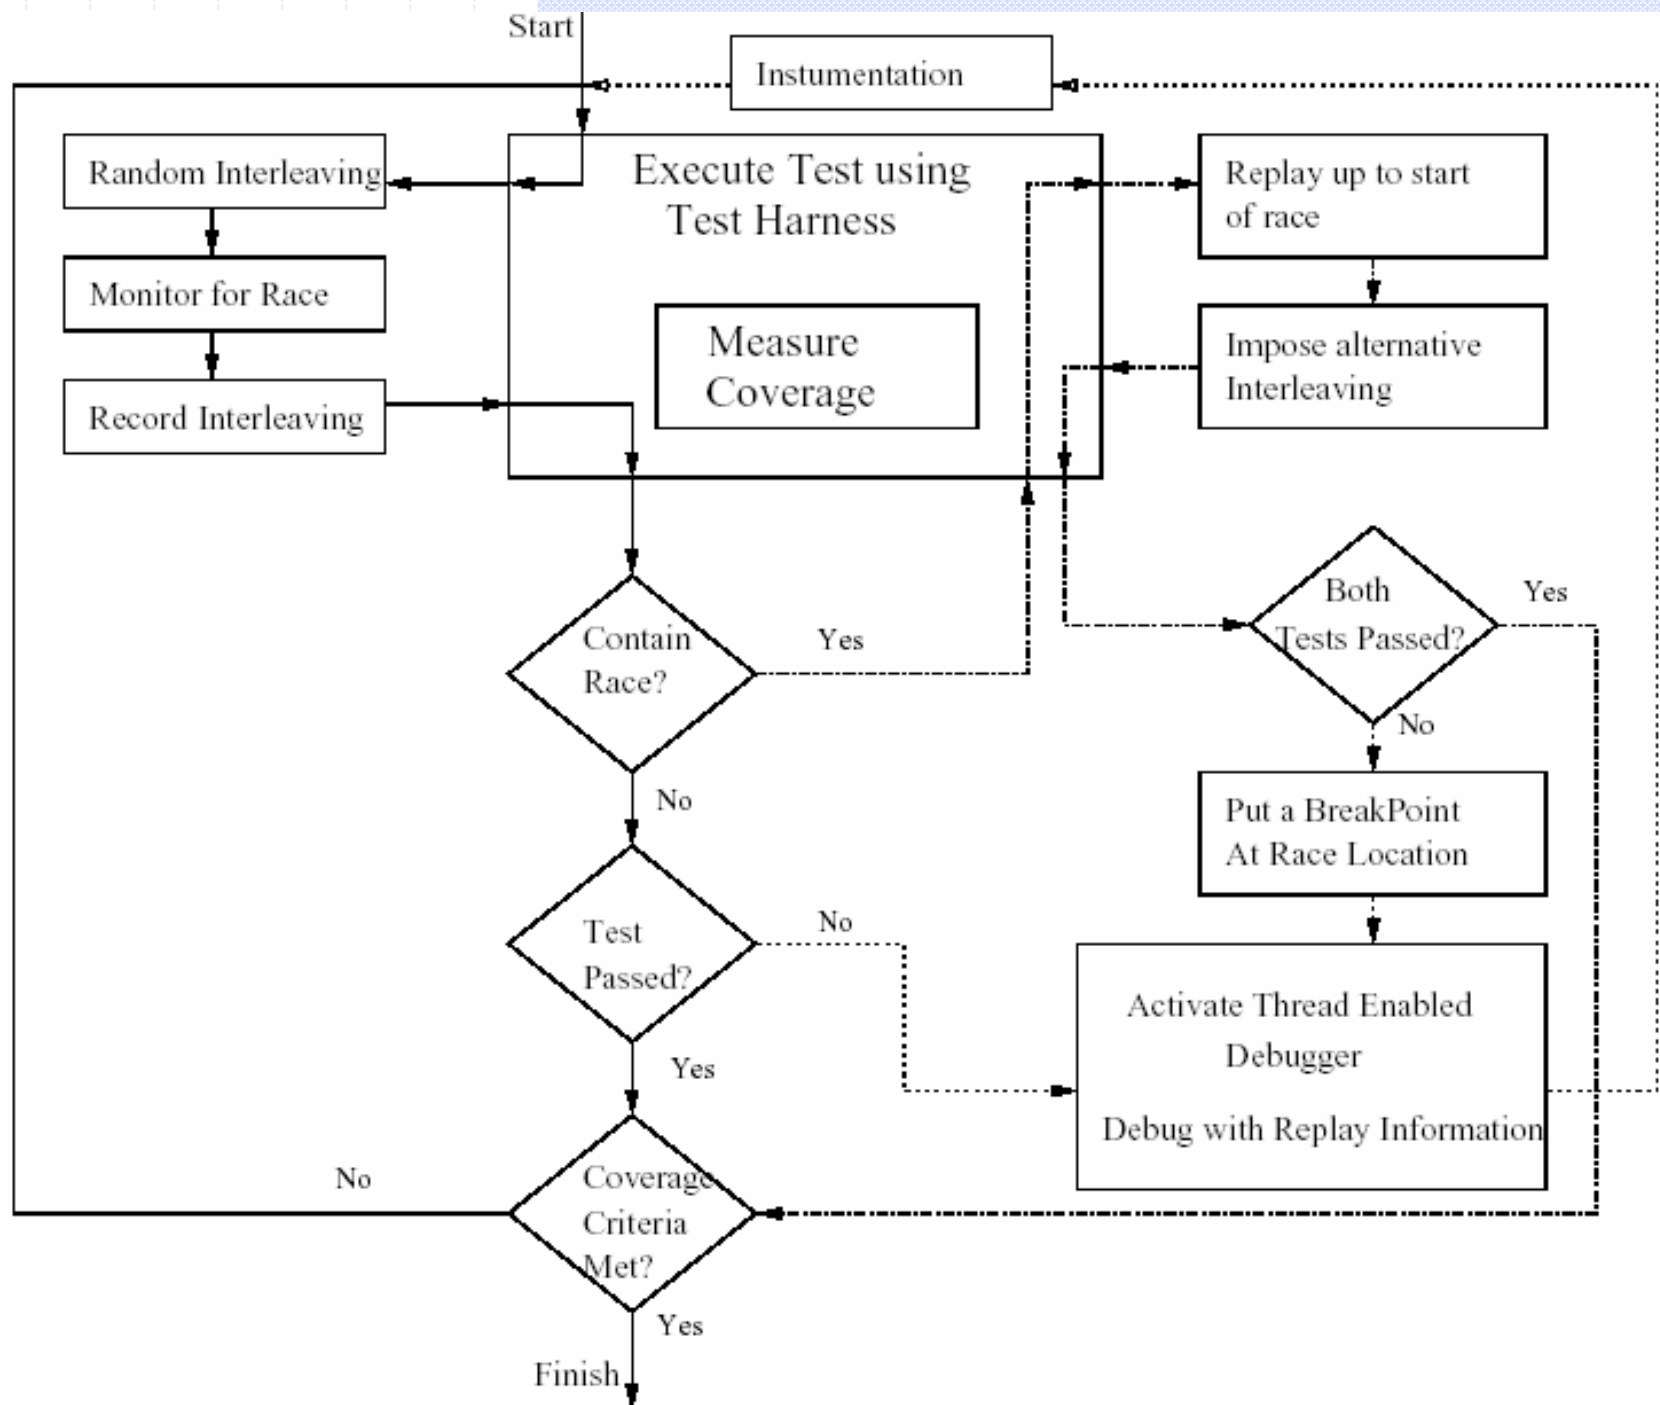 Start
Instumentation
Random Interleaving
Execute Test using
Test Harness
Replay up to start
of race
Monitor for Race
Measure
Coverage
Impose alternative
Interleaving
Record Interleaving
Contain
Race?
Yes
Both
Tests Passed?
Yes
No
No
Put a BreakPoint
At Race Location
Test
Passed?
No
Yes
Activate Thread Enabled
Debugger
Debug with Replay Information
Coverage
Criteria
Met?
No
Yes
Finish